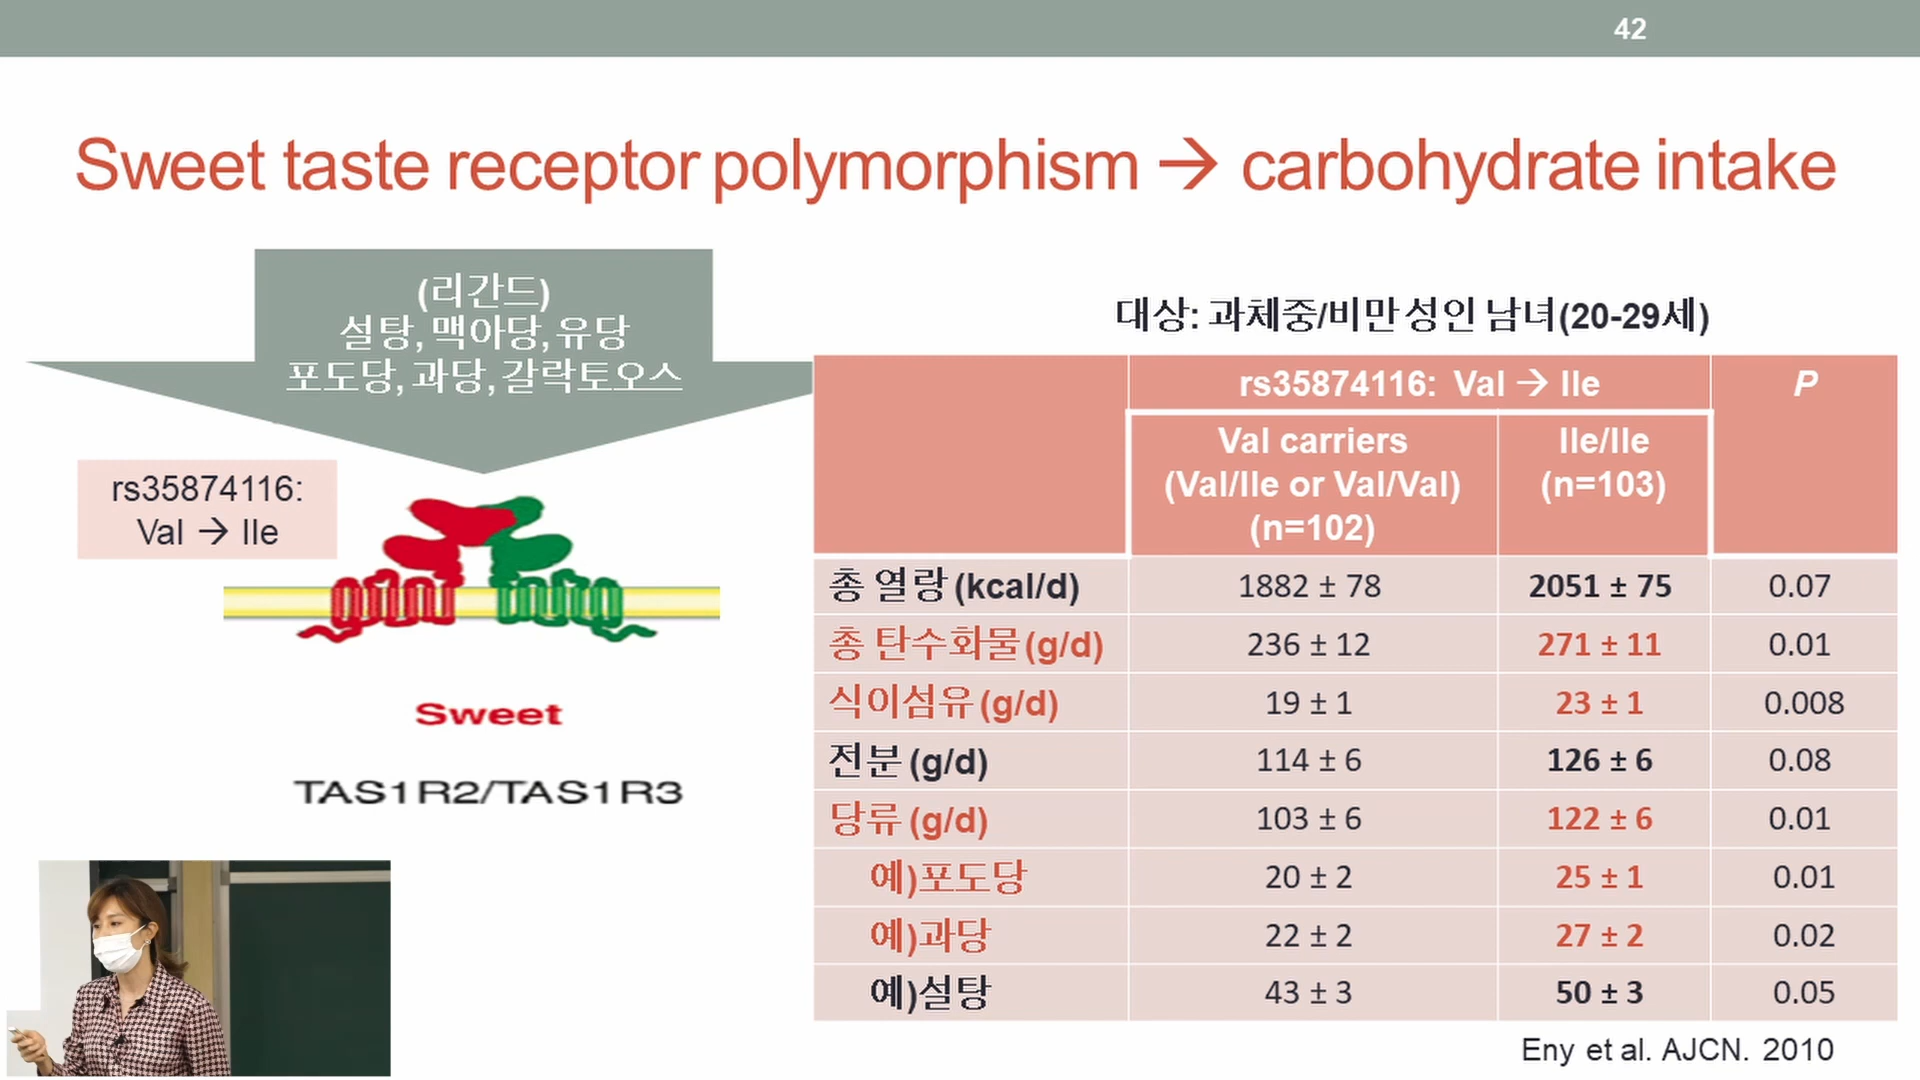 42
Sweet taste receptor polymorphism → carbohydrate intake
(리간드)
설탕, 맥아당, 유당
포도당, 과당, 갈락토오스
rs35874116:
Val → Ile
Sweet
TAS1R2/TAS1R3
대상: 과체중/비만 성인 남녀(20-29세)
rs35874116: Val → Ile P
Val carriers (Val/Ile or Val/Val) (n=102) Ile/Ile (n=103)
총 열량 (kcal/d) 1882 ± 78 2051 ± 75 0.07
총 탄수화물 (g/d) 236 ± 12 271 ± 11 0.01
식이섬유 (g/d) 19 ± 1 23 ± 1 0.008
전분 (g/d) 114 ± 6 126 ± 6 0.08
당류 (g/d) 103 ± 6 122 ± 6 0.01
예)포도당 20 ± 2 25 ± 1 0.01
예)과당 22 ± 2 27 ± 2 0.02
예)설탕 43 ± 3 50 ± 3 0.05
Eny et al. AJCN. 2010